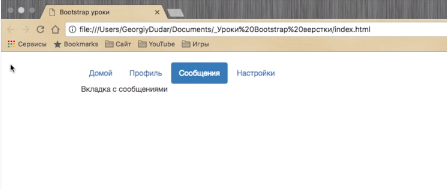 Bootstrap уроки
file:///Users/GeorgiyDudar/Documents/_Уроки%20Bootstrap%20верстки/index.html
Сервисы Bookmarks Сайт YouTube Игры
Домой Профиль Сообщения Настройки
Вкладка с сообщениями